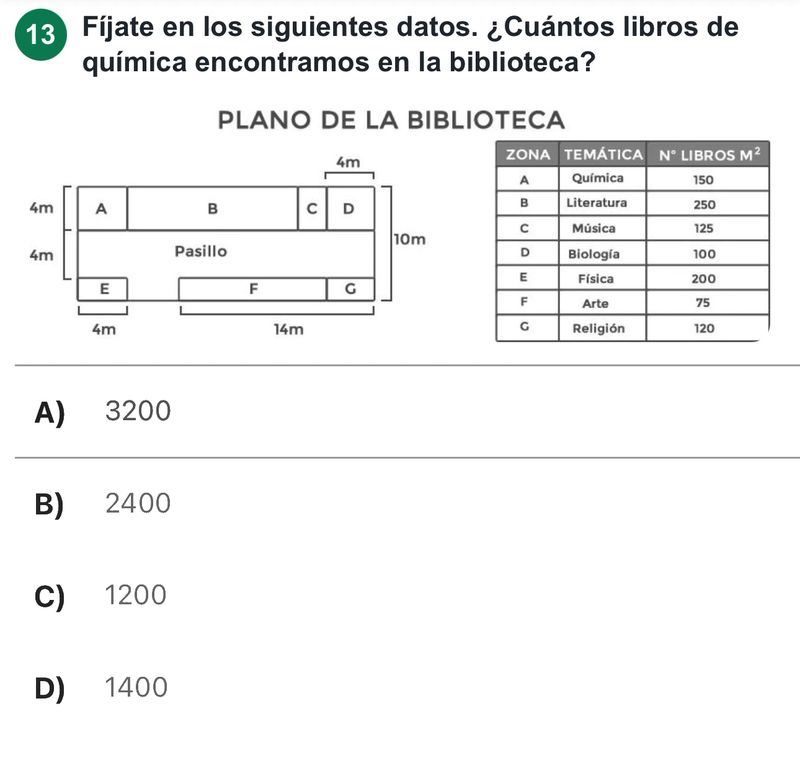 13 Fíjate en los siguientes datos. ¿Cuántos libros de
química encontramos en la biblioteca?
PLANO DE LA BIBLIOTECA
4m
4m A B C D
10m
4m Pasillo
E F G
4m 14m
ZONA TEMÁTICA N° LIBROS M²
A Química 150
B Literatura 250
C Música 125
D Biología 100
E Física 200
F Arte 75
G Religión 120
A) 3200
B) 2400
C) 1200
D) 1400